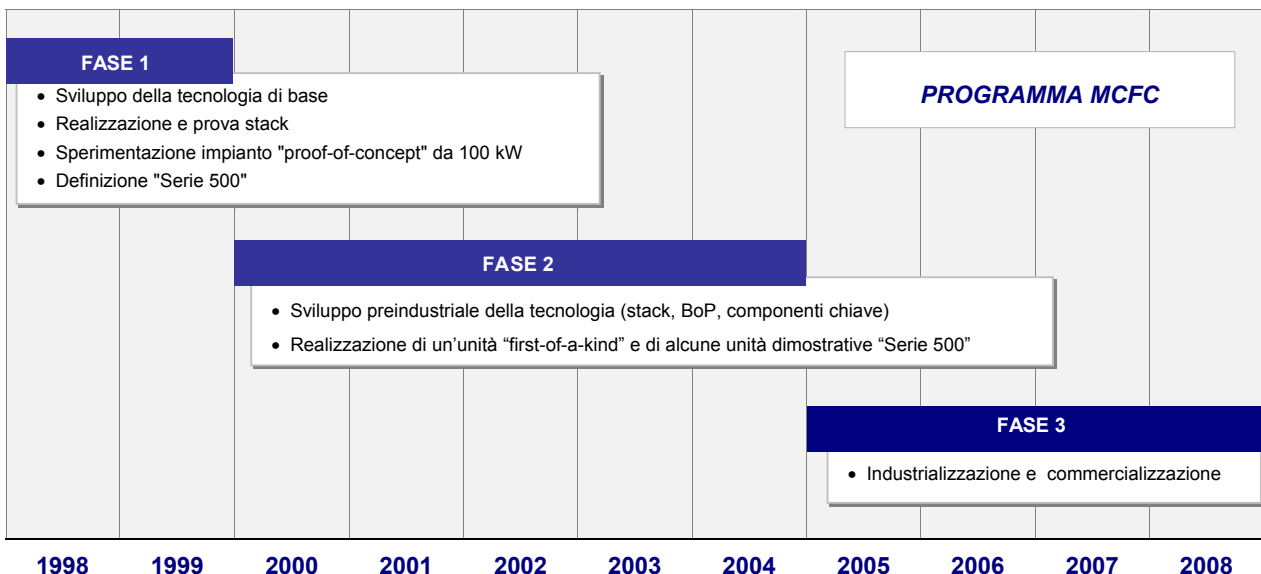 FASE 1
PROGRAMMA MCFC
• Sviluppo della tecnologia di base
• Realizzazione e prova stack
• Sperimentazione impianto "proof-of-concept" da 100 kW
• Definizione "Serie 500"
FASE 2
• Sviluppo preindustriale della tecnologia (stack, BoP, componenti chiave)
• Realizzazione di un’unità “first-of-a-kind” e di alcune unità dimostrative “Serie 500”
FASE 3
• Industrializzazione e commercializzazione
1998 1999 2000 2001 2002 2003 2004 2005 2006 2007 2008